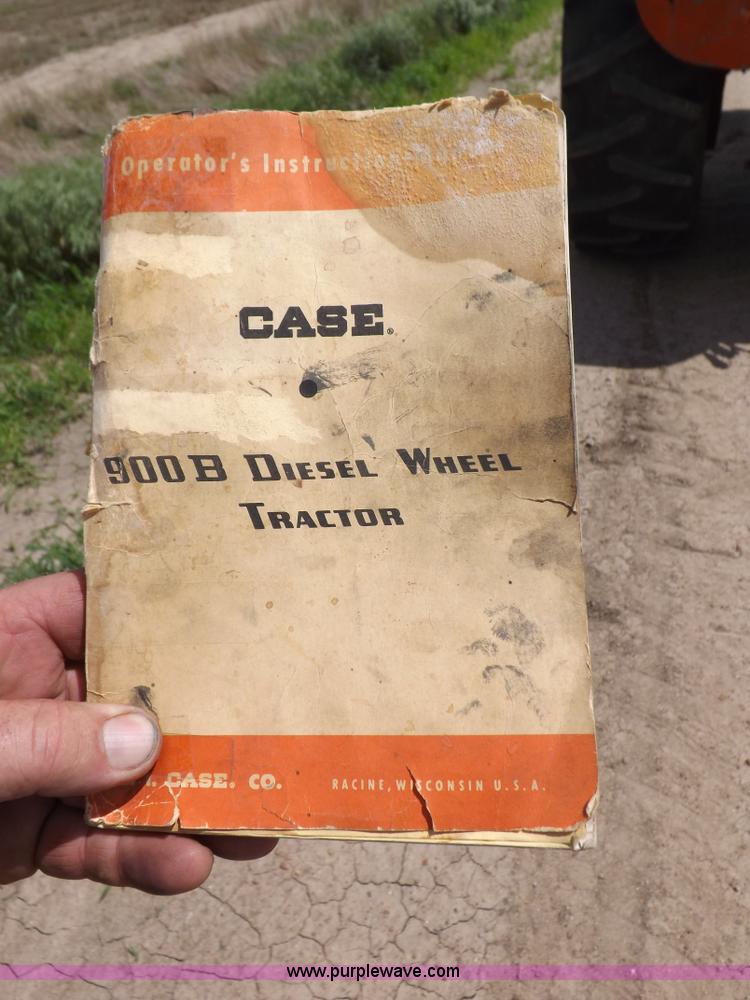 Operator's Instruction
CASE®
900B DIESEL WHEEL
TRACTOR
. CASE. CO. RACINE, WISCONSIN U.S.A.
www.purplewave.com